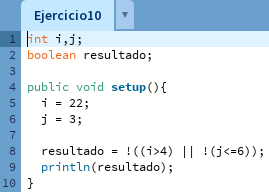 Ejercicio10 ▼
1 int i,j;
2 boolean resultado;
3
4 public void setup(){
5   i = 22;
6   j = 3;
7
8   resultado = !((i>4) || !(j<=6));
9   println(resultado);
10 }